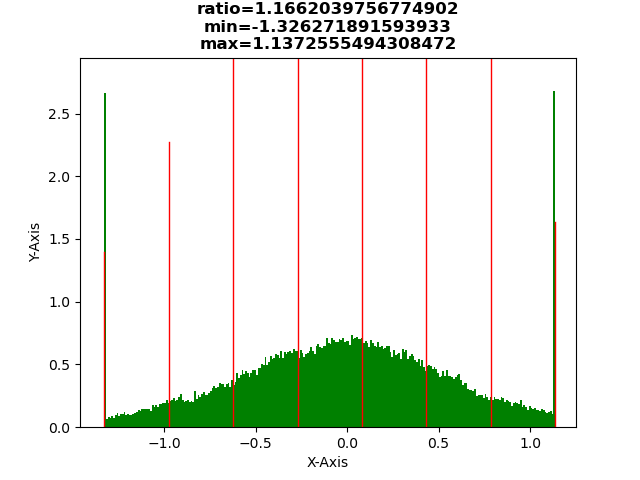 ratio=1.1662039756774902
min=-1.326271891593933
max=1.1372555494308472
2.5
2.0
1.5
1.0
0.5
0.0
Y-Axis
−1.0 −0.5 0.0 0.5 1.0
X-Axis